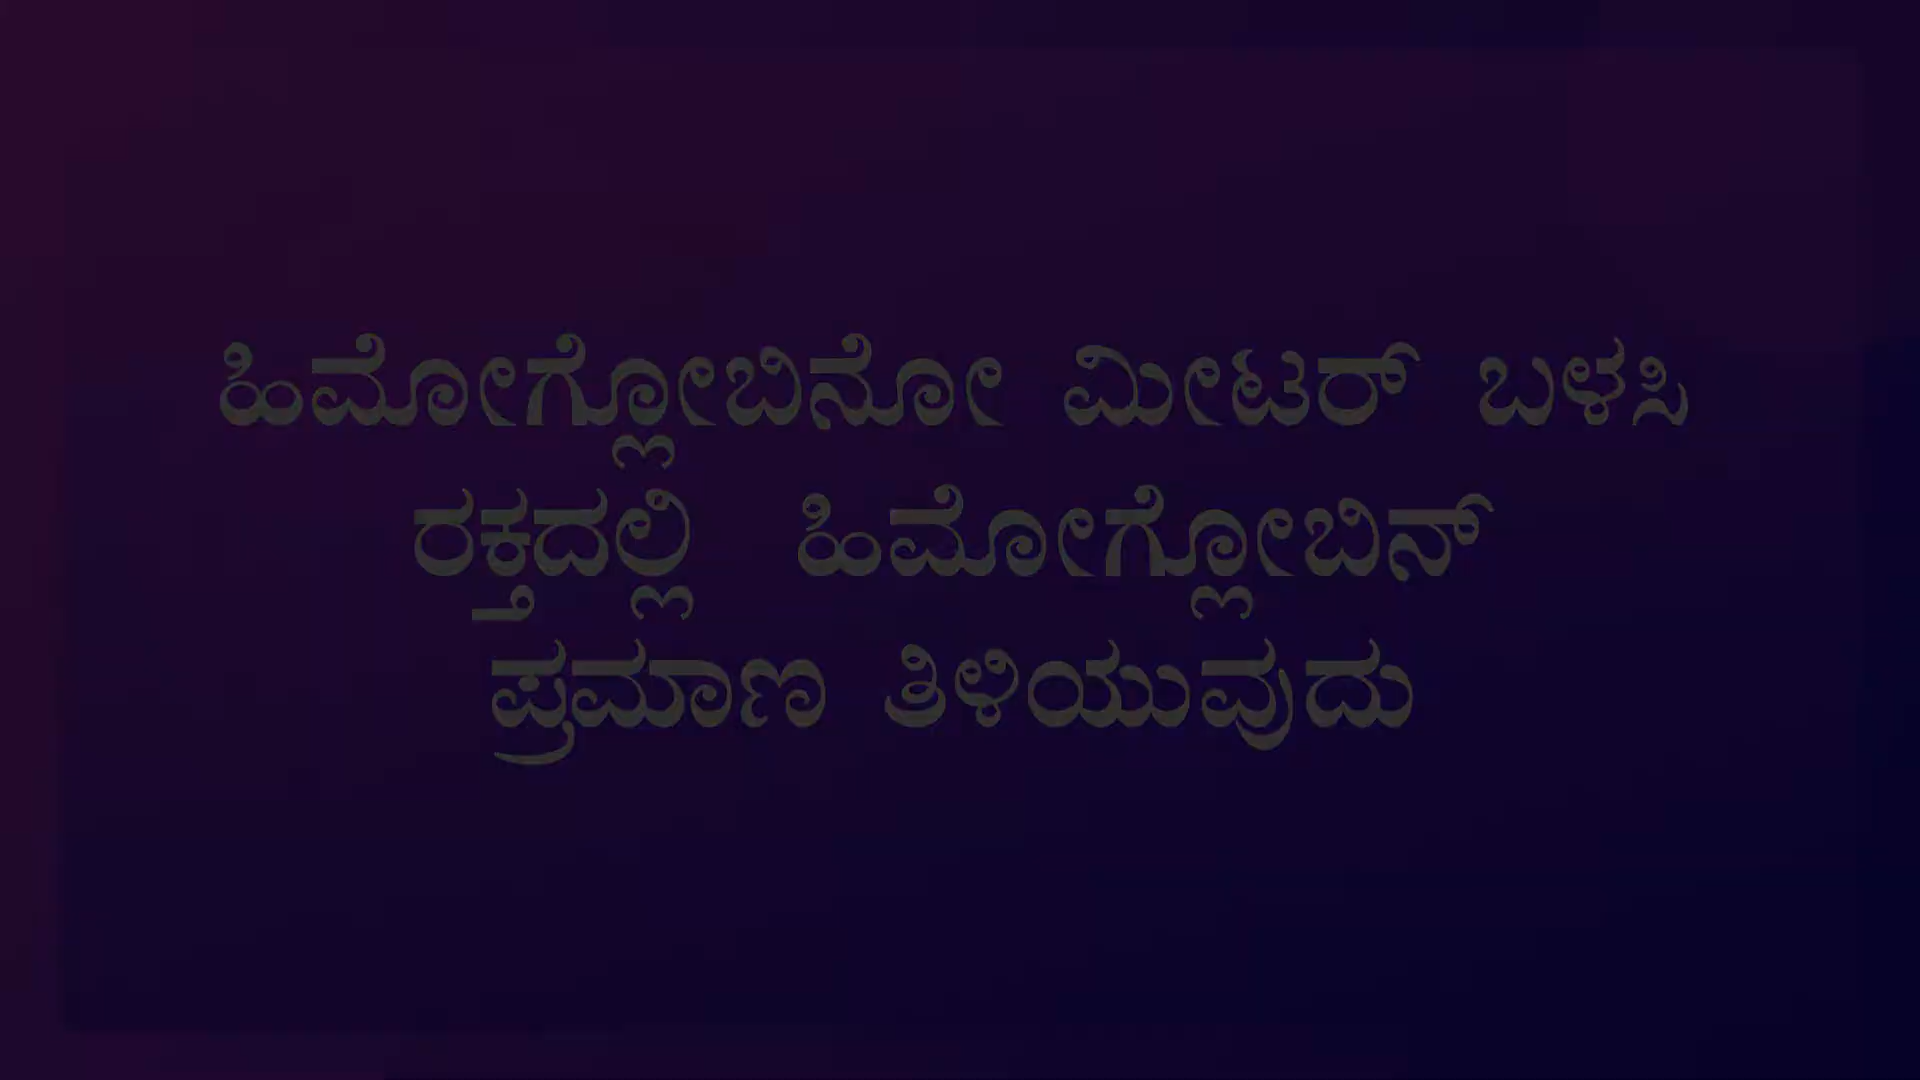 ಹಿಮೋಗ್ಲೋಬಿನೋ ಮೀಟರ್ ಬಳಸಿ
ರಕ್ತದಲ್ಲಿ ಹಿಮೋಗ್ಲೋಬಿನ್
ಪ್ರಮಾಣ ತಿಳಿಯುವುದು